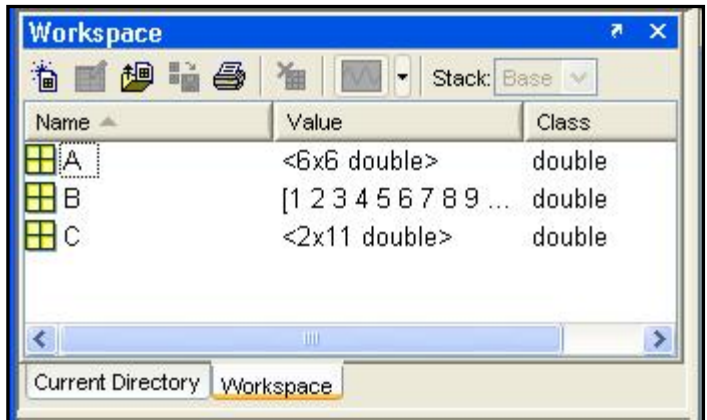 Workspace
Stack: Base
Name Value Class
A <6x6 double> double
B [1 2 3 4 5 6 7 8 9 ... double
C <2x11 double> double
Current Directory Workspace